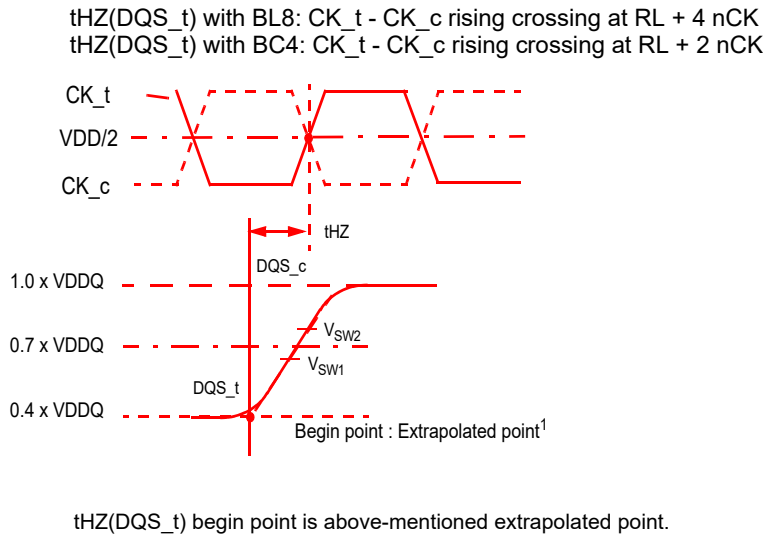 tHZ(DQS_t) with BL8: CK_t - CK_c rising crossing at RL + 4 nCK
tHZ(DQS_t) with BC4: CK_t - CK_c rising crossing at RL + 2 nCK
CK_t
VDD/2
CK_c
tHZ
DQS_c
1.0 x VDDQ
VSW2
0.7 x VDDQ
VSW1
DQS_t
0.4 x VDDQ
Begin point : Extrapolated point1
tHZ(DQS_t) begin point is above-mentioned extrapolated point.